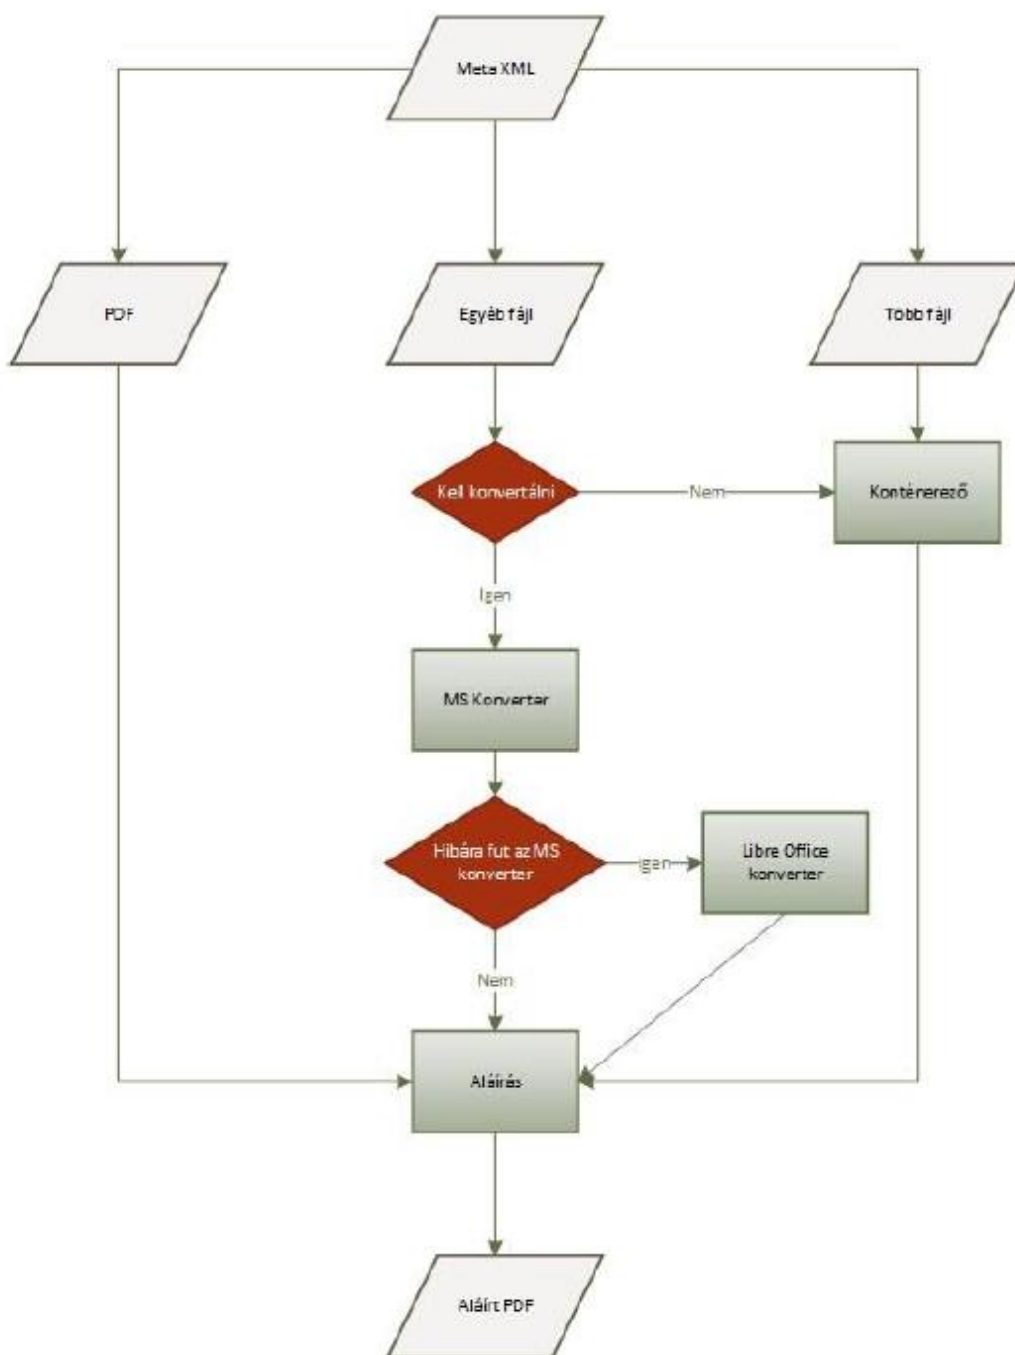 Meta XML
PDF
Egyéb fájl
Több fájl
Kell konvertálni
Nem
Konténerező
Igen
MS Konverter
Hibára fut az MS
konverter
Igen
Libre Office
konverter
Nem
Aláírás
Aláírt PDF